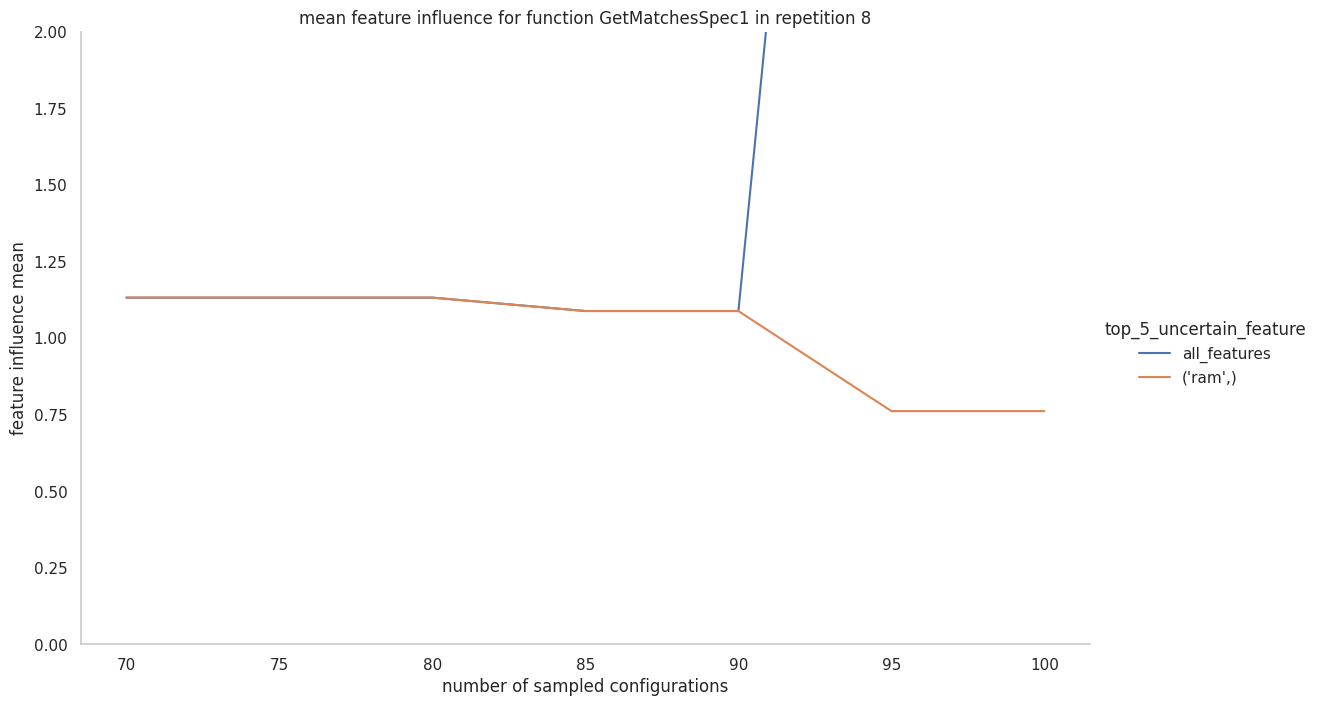 mean feature influence for function GetMatchesSpec1 in repetition 8
2.00
1.75
1.50
1.25
1.00
0.75
0.50
0.25
0.00
feature influence mean
70 75 80 85 90 95 100
number of sampled configurations
top_5_uncertain_feature
all_features
('ram',)